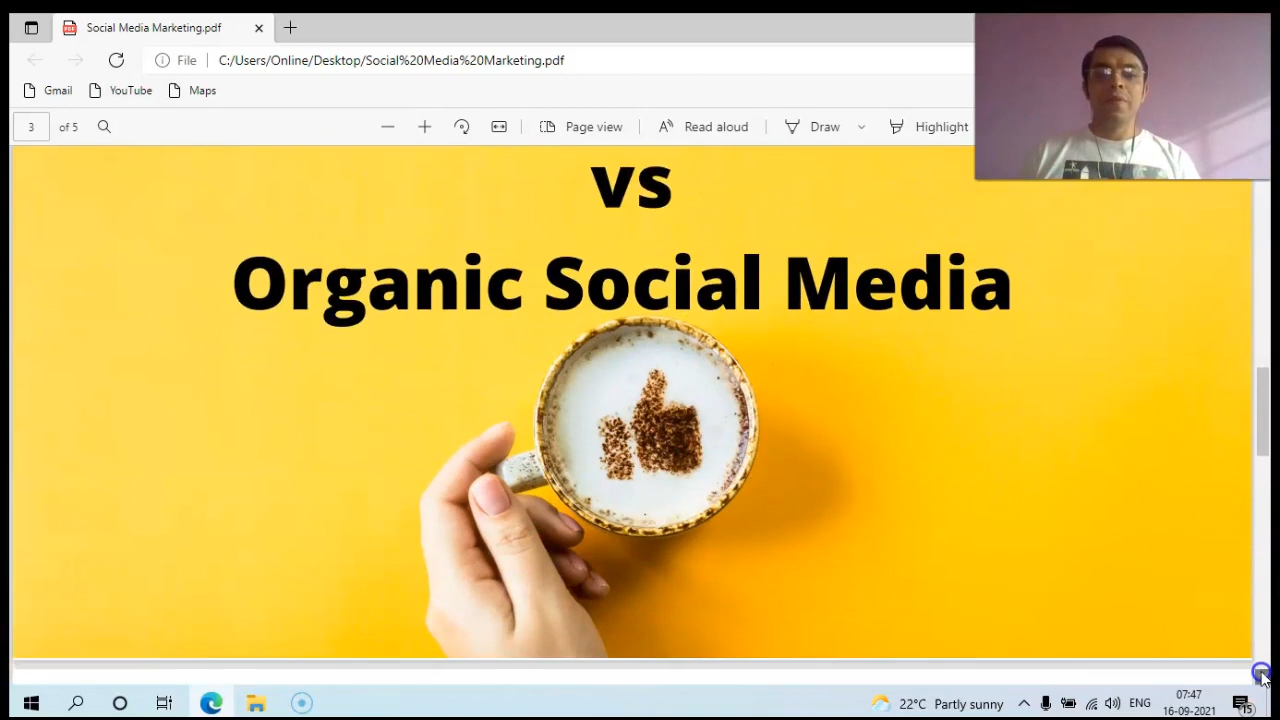 Social Media Marketing.pdf
File C:/Users/Online/Desktop/Social%20Media%20Marketing.pdf
Gmail YouTube Maps
3 of 5 Page view Read aloud Draw Highlight
vs
Organic Social Media
22°C Partly sunny ENG 07:47
16-09-2021 15